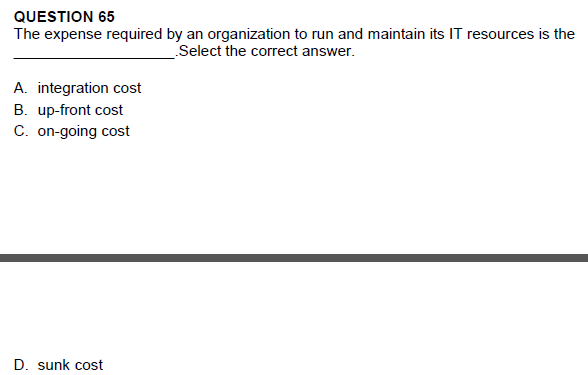 QUESTION 65
The expense required by an organization to run and maintain its IT resources is the
____________________.Select the correct answer.
A. integration cost
B. up-front cost
C. on-going cost
D. sunk cost